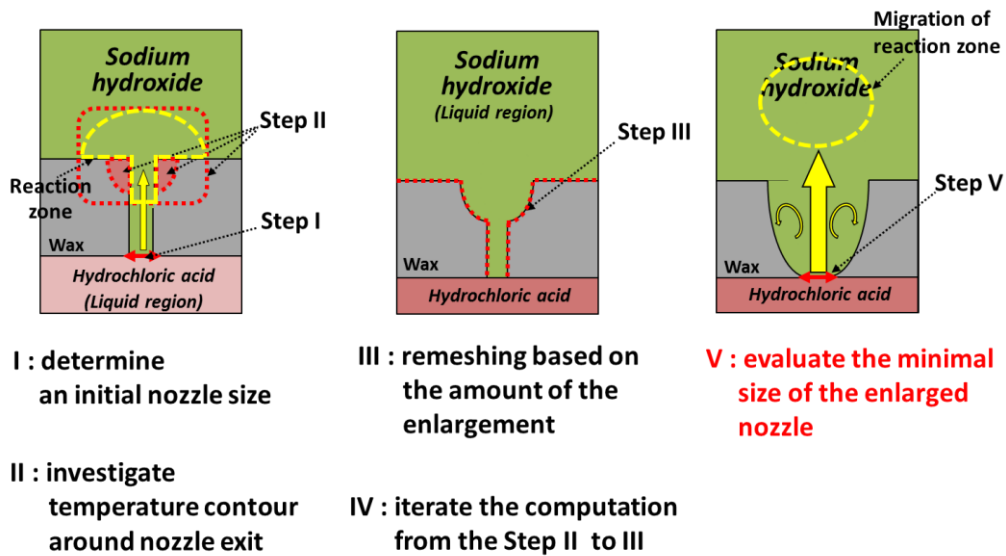 Sodium
hydroxide
Step II
Reaction
zone
Step I
Wax
Hydrochloric acid
(Liquid region)
Sodium
hydroxide
(Liquid region)
Step III
Wax
Hydrochloric acid
Migration of
reaction zone
Sodium
hydroxide
Step V
Wax
Hydrochloric acid
I : determine
an initial nozzle size
II : investigate
temperature contour
around nozzle exit
III : remeshing based on
the amount of the
enlargement
IV : iterate the computation
from the Step II to III
V : evaluate the minimal
size of the enlarged
nozzle